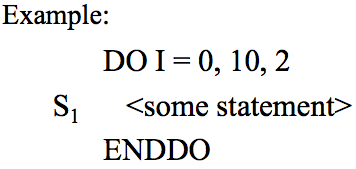 Example:
DO I = 0, 10, 2
S₁ <some statement>
ENDDO